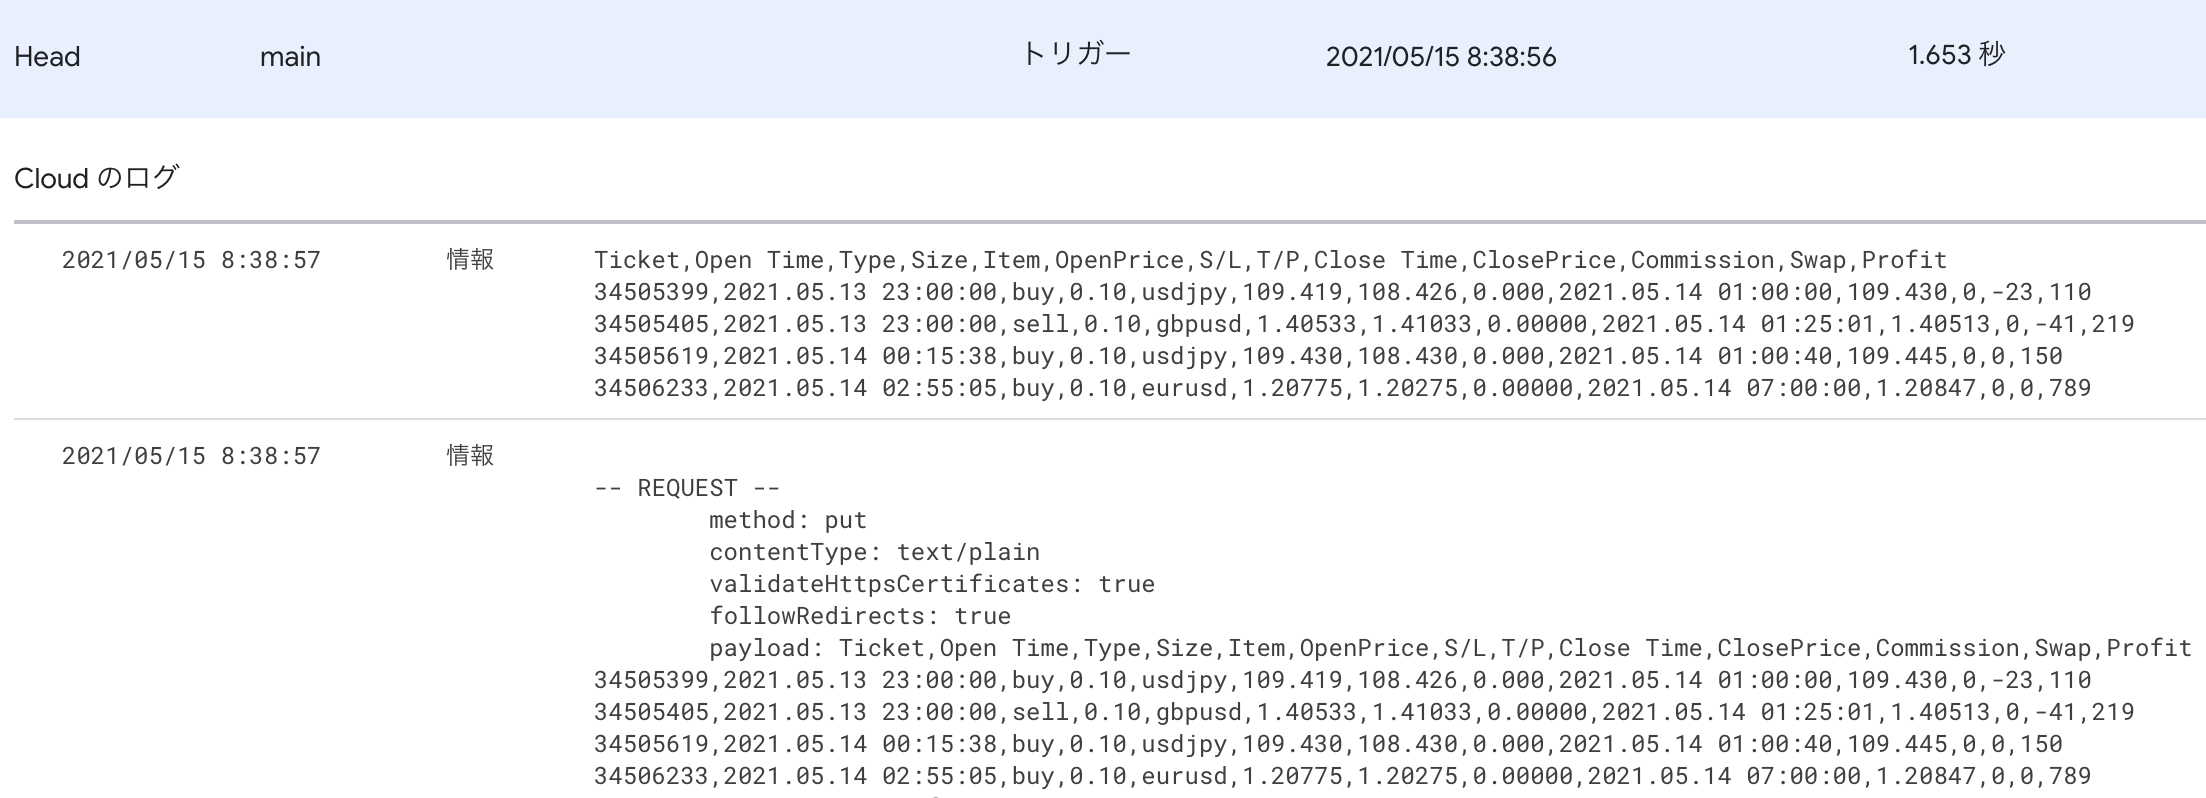 Head main トリガー 2021/05/15 8:38:56 1.653 秒
Cloud のログ
2021/05/15 8:38:57 情報 Ticket,Open Time,Type,Size,Item,OpenPrice,S/L,T/P,Close Time,ClosePrice,Commission,Swap,Profit
34505399,2021.05.13 23:00:00,buy,0.10,usdjpy,109.419,108.426,0.000,2021.05.14 01:00:00,109.430,0,-23,110
34505405,2021.05.13 23:00:00,sell,0.10,gbpusd,1.40533,1.41033,0.00000,2021.05.14 01:25:01,1.40513,0,-41,219
34505619,2021.05.14 00:15:38,buy,0.10,usdjpy,109.430,108.430,0.000,2021.05.14 01:00:40,109.445,0,0,150
34506233,2021.05.14 02:55:05,buy,0.10,eurusd,1.20775,1.20275,0.00000,2021.05.14 07:00:00,1.20847,0,0,789
2021/05/15 8:38:57 情報
-- REQUEST --
method: put
contentType: text/plain
validateHttpsCertificates: true
followRedirects: true
payload: Ticket,Open Time,Type,Size,Item,OpenPrice,S/L,T/P,Close Time,ClosePrice,Commission,Swap,Profit
34505399,2021.05.13 23:00:00,buy,0.10,usdjpy,109.419,108.426,0.000,2021.05.14 01:00:00,109.430,0,-23,110
34505405,2021.05.13 23:00:00,sell,0.10,gbpusd,1.40533,1.41033,0.00000,2021.05.14 01:25:01,1.40513,0,-41,219
34505619,2021.05.14 00:15:38,buy,0.10,usdjpy,109.430,108.430,0.000,2021.05.14 01:00:40,109.445,0,0,150
34506233,2021.05.14 02:55:05,buy,0.10,eurusd,1.20775,1.20275,0.00000,2021.05.14 07:00:00,1.20847,0,0,789